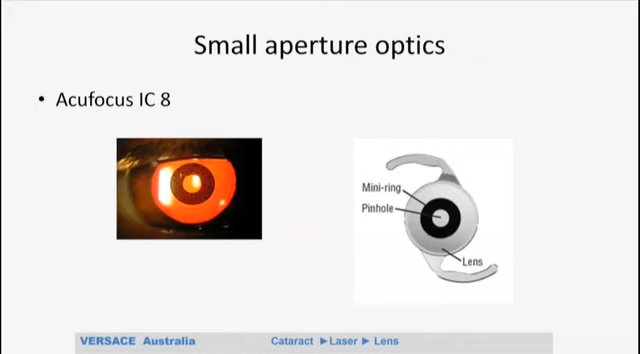 Small aperture optics
• Acufocus IC 8
Mini-ring
Pinhole
Lens
VERSACE Australia
Cataract ►Laser ► Lens